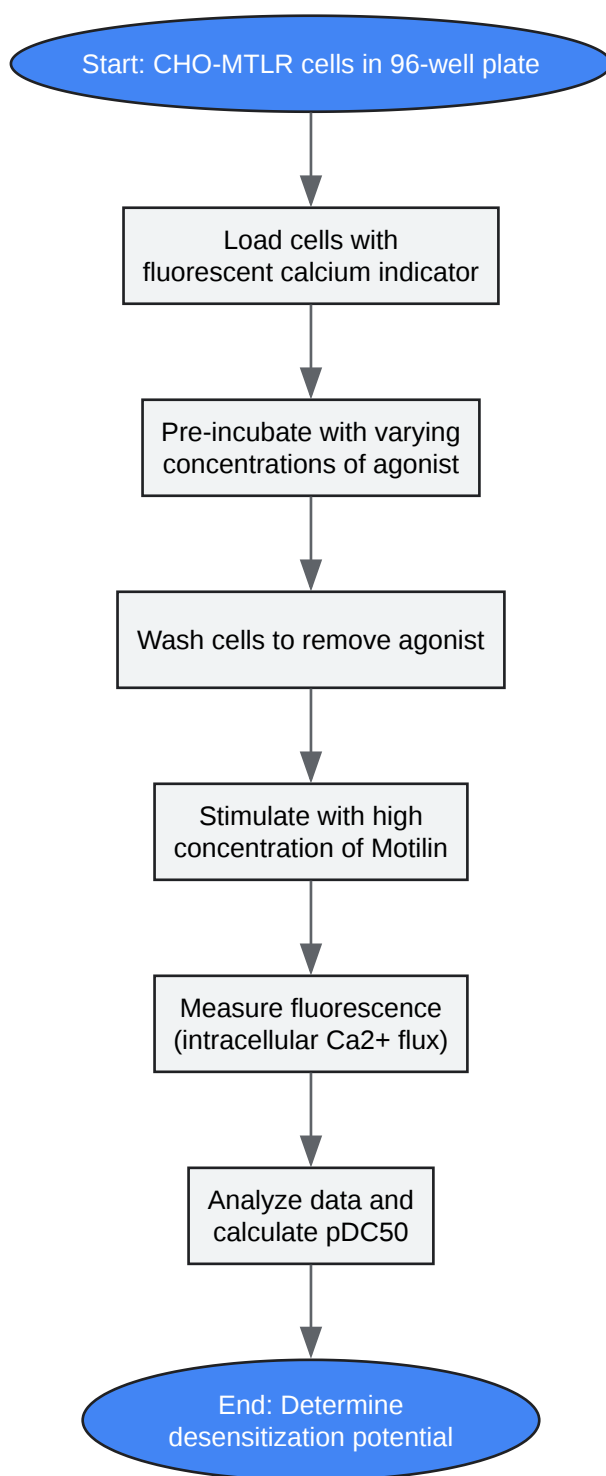 Start: CHO-MTLR cells in 96-well plate
Load cells with
fluorescent calcium indicator
Pre-incubate with varying
concentrations of agonist
Wash cells to remove agonist
Stimulate with high
concentration of Motilin
Measure fluorescence
(intracellular Ca2+ flux)
Analyze data and
calculate pDC50
End: Determine
desensitization potential